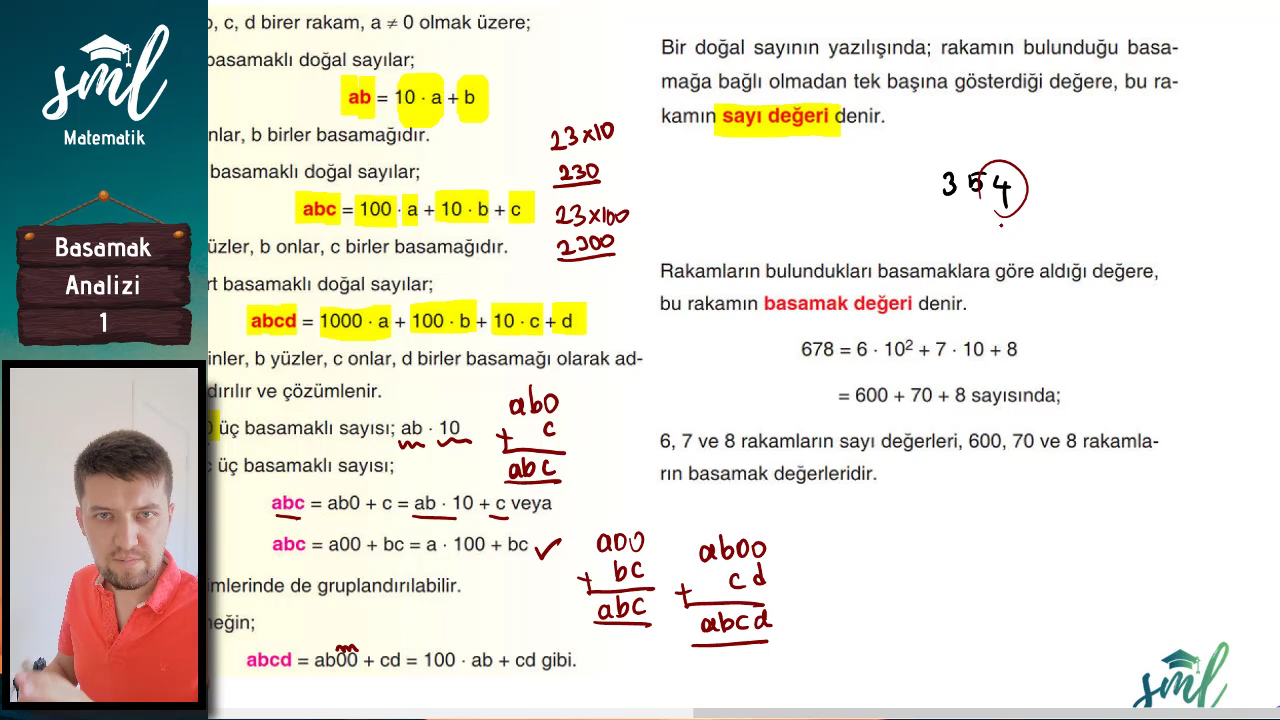 sml
Matematik
Basamak
Analizi
1
b, c, d birer rakam, a ≠ 0 olmak üzere;
basamaklı doğal sayılar;
ab = 10 · a + b
nlar, b birler basamağıdır.
basamaklı doğal sayılar;
abc = 100 · a + 10 · b + c
üzler, b onlar, c birler basamağıdır.
rt basamaklı doğal sayılar;
abcd = 1000 · a + 100 · b + 10 · c + d
inler, b yüzler, c onlar, d birler basamağı olarak ad-
dırılır ve çözümlenir.
0 üç basamaklı sayısı; ab · 10
c üç basamaklı sayısı;
abc = ab0 + c = ab · 10 + c veya
abc = a00 + bc = a · 100 + bc
imlerinde de gruplandırılabilir.
neğin;
abcd = ab00 + cd = 100 · ab + cd gibi.
23x10
230
23x100
2300
ab0
+ c
abc
a00
+ bc
abc
ab00
+ cd
abcd
Bir doğal sayının yazılışında; rakamın bulunduğu basa-
mağa bağlı olmadan tek başına gösterdiği değere, bu ra-
kamın sayı değeri denir.
354
Rakamların bulundukları basamaklara göre aldığı değere,
bu rakamın basamak değeri denir.
678 = 6 · 10² + 7 · 10 + 8
= 600 + 70 + 8 sayısında;
6, 7 ve 8 rakamların sayı değerleri, 600, 70 ve 8 rakamla-
rın basamak değerleridir.
sml